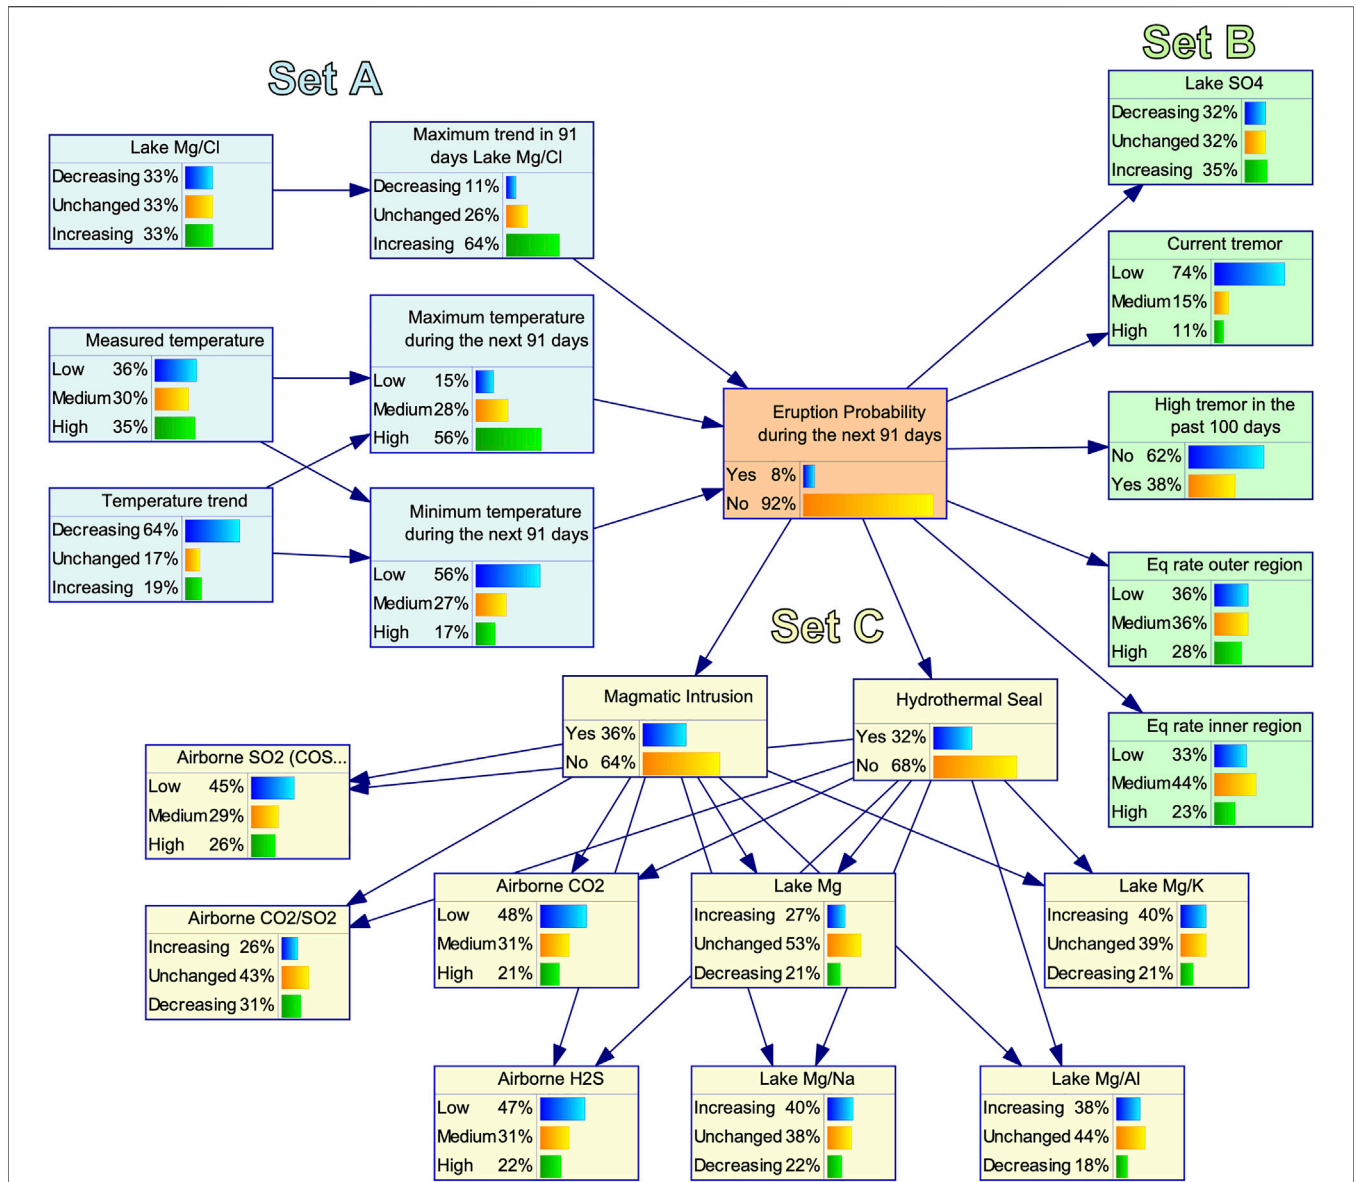 Set A
Set B
Lake Mg/Cl
Decreasing 33%
Unchanged 33%
Increasing 33%
Maximum trend in 91
days Lake Mg/Cl
Decreasing 11%
Unchanged 26%
Increasing 64%
Measured temperature
Low 36%
Medium 30%
High 35%
Maximum temperature
during the next 91 days
Low 15%
Medium 28%
High 56%
Temperature trend
Decreasing 64%
Unchanged 17%
Increasing 19%
Minimum temperature
during the next 91 days
Low 56%
Medium 27%
High 17%
Eruption Probability
during the next 91 days
Yes 8%
No 92%
Lake SO4
Decreasing 32%
Unchanged 32%
Increasing 35%
Current tremor
Low 74%
Medium 15%
High 11%
High tremor in the
past 100 days
No 62%
Yes 38%
Eq rate outer region
Low 36%
Medium 36%
High 28%
Eq rate inner region
Low 33%
Medium 44%
High 23%
Set C
Magmatic Intrusion
Yes 36%
No 64%
Hydrothermal Seal
Yes 32%
No 68%
Airborne SO2 (COS...
Low 45%
Medium 29%
High 26%
Airborne CO2/SO2
Increasing 26%
Unchanged 43%
Decreasing 31%
Airborne CO2
Low 48%
Medium 31%
High 21%
Lake Mg
Increasing 27%
Unchanged 53%
Decreasing 21%
Lake Mg/K
Increasing 40%
Unchanged 39%
Decreasing 21%
Airborne H2S
Low 47%
Medium 31%
High 22%
Lake Mg/Na
Increasing 40%
Unchanged 38%
Decreasing 22%
Lake Mg/Al
Increasing 38%
Unchanged 44%
Decreasing 18%